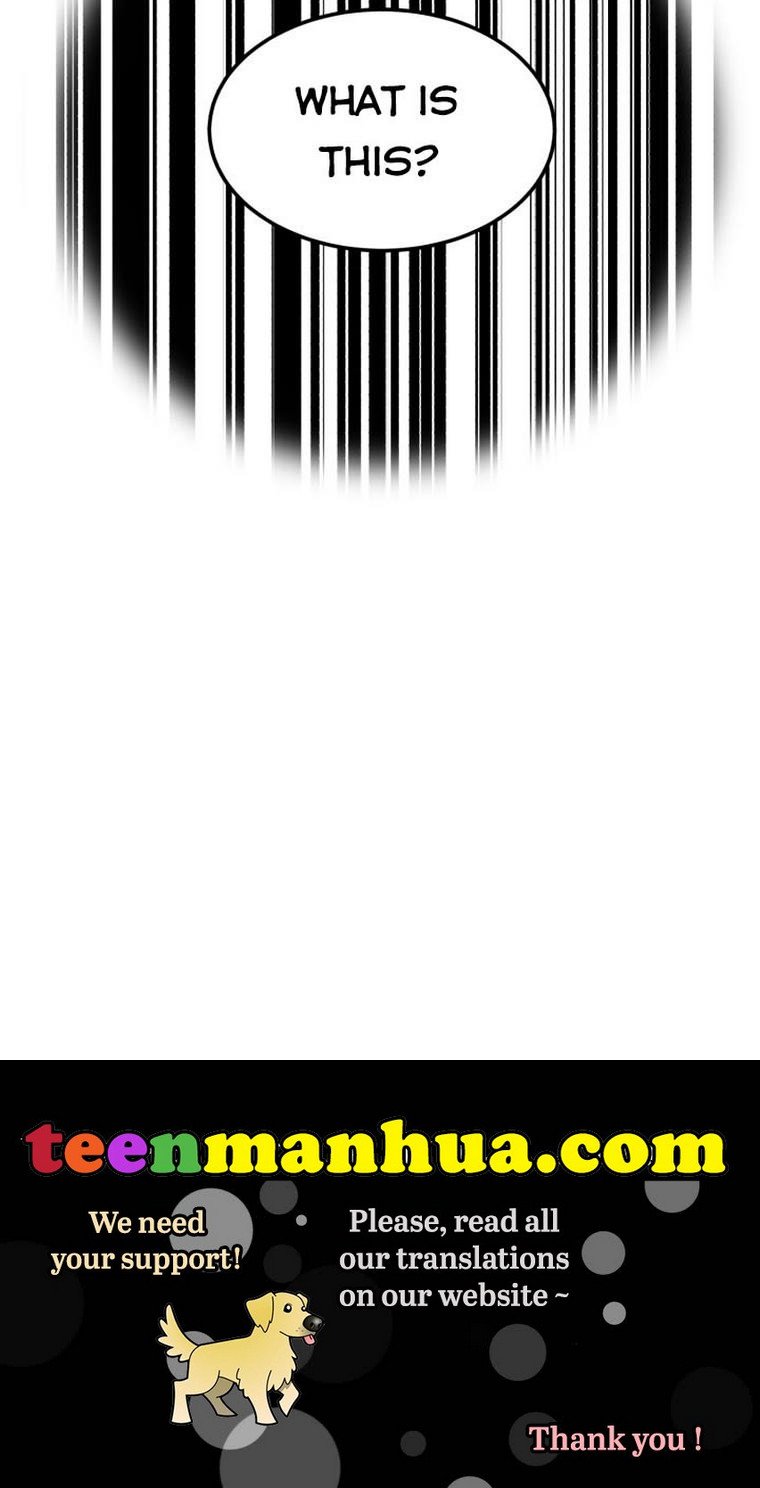 WHAT IS
THIS?
teenmanhua.com
We need
your support!
Please, read all
our translations
on our website ~
Thank you !